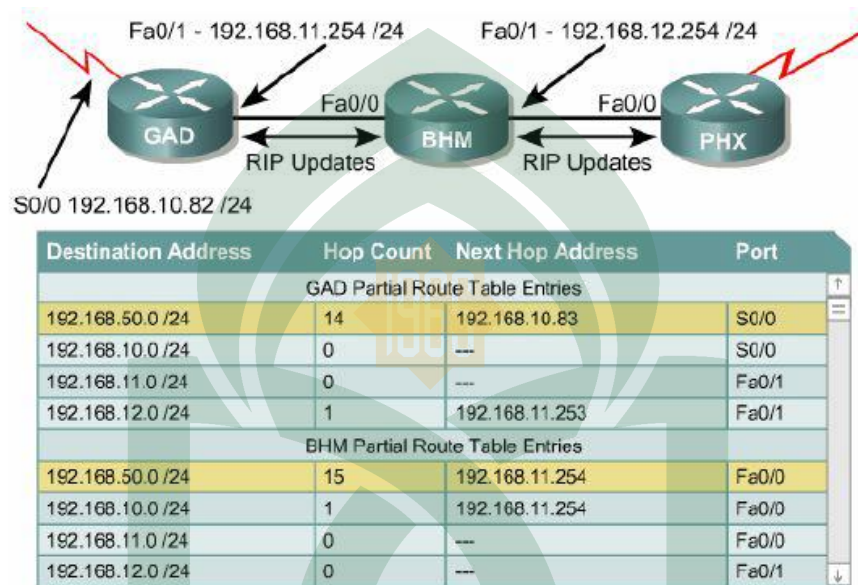 Fa0/1 - 192.168.11.254 /24
Fa0/1 - 192.168.12.254 /24
Fa0/0
Fa0/0
GAD
BHM
PHX
RIP Updates
RIP Updates
S0/0 192.168.10.82 /24
Destination Address Hop Count Next Hop Address Port
GAD Partial Route Table Entries
192.168.50.0 /24 14 192.168.10.83 S0/0
192.168.10.0 /24 0 --- S0/0
192.168.11.0 /24 0 --- Fa0/1
192.168.12.0 /24 1 192.168.11.253 Fa0/1
BHM Partial Route Table Entries
192.168.50.0 /24 15 192.168.11.254 Fa0/0
192.168.10.0 /24 1 192.168.11.254 Fa0/0
192.168.11.0 /24 0 --- Fa0/0
192.168.12.0 /24 0 --- Fa0/1